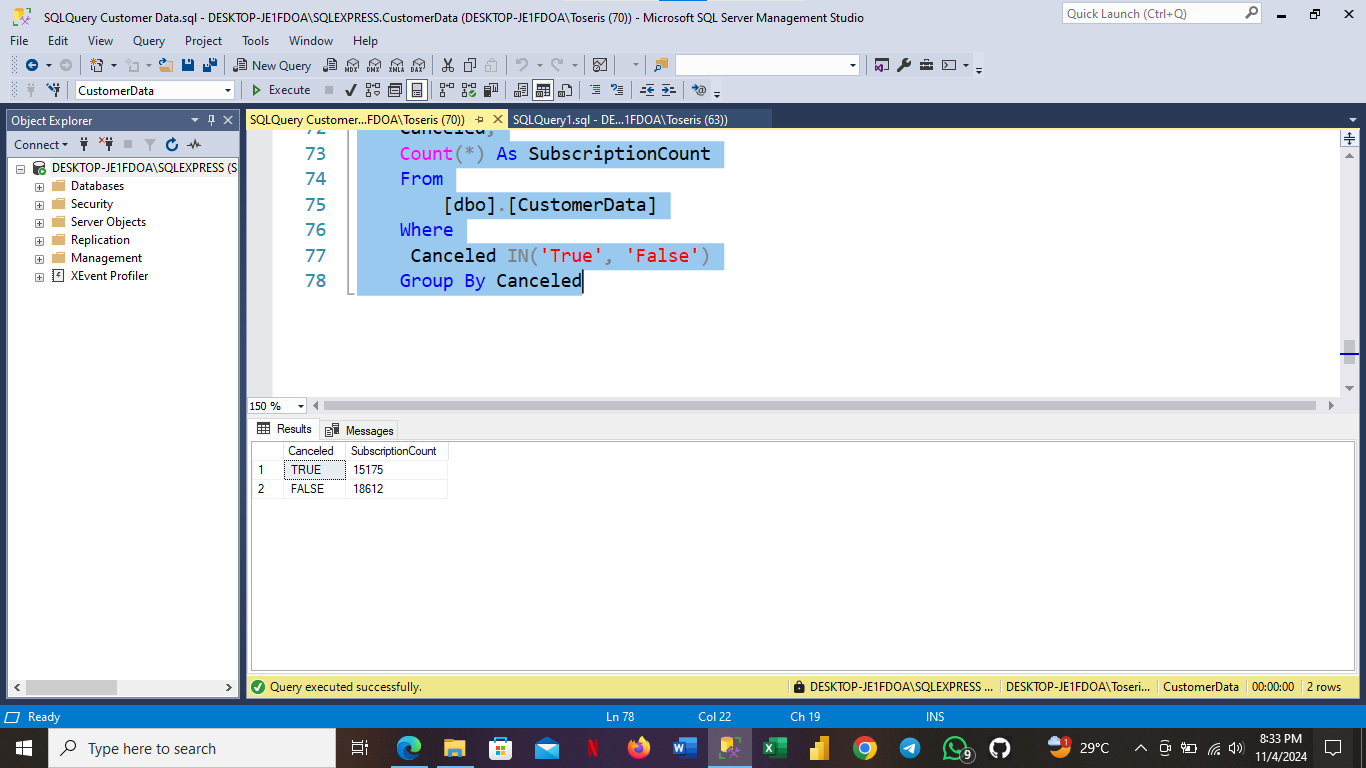 SQLQuery Customer Data.sql - DESKTOP-JE1FDOA\SQLEXPRESS.CustomerData (DESKTOP-JE1FDOA\Toseris (70)) - Microsoft SQL Server Management Studio
Quick Launch (Ctrl+Q)
File Edit View Query Project Tools Window Help
New Query MDX DMX XMLA DAX
CustomerData Execute
Object Explorer
SQLQuery Customer...FDOA\Toseris (70)) SQLQuery1.sql - DE...1FDOA\Toseris (63))
Connect
DESKTOP-JE1FDOA\SQLEXPRESS (S
Databases
Security
Server Objects
Replication
Management
XEvent Profiler
72 Canceled,
73 Count(*) As SubscriptionCount
74 From
75 [dbo].[CustomerData]
76 Where
77 Canceled IN('True', 'False')
78 Group By Canceled
150 %
Results Messages
Canceled SubscriptionCount
1 TRUE 15175
2 FALSE 18612
Query executed successfully. DESKTOP-JE1FDOA\SQLEXPRESS ... DESKTOP-JE1FDOA\Toseri... CustomerData 00:00:00 2 rows
Ready Ln 78 Col 22 Ch 19 INS
Type here to search 9 1 29°C 8:33 PM
11/4/2024